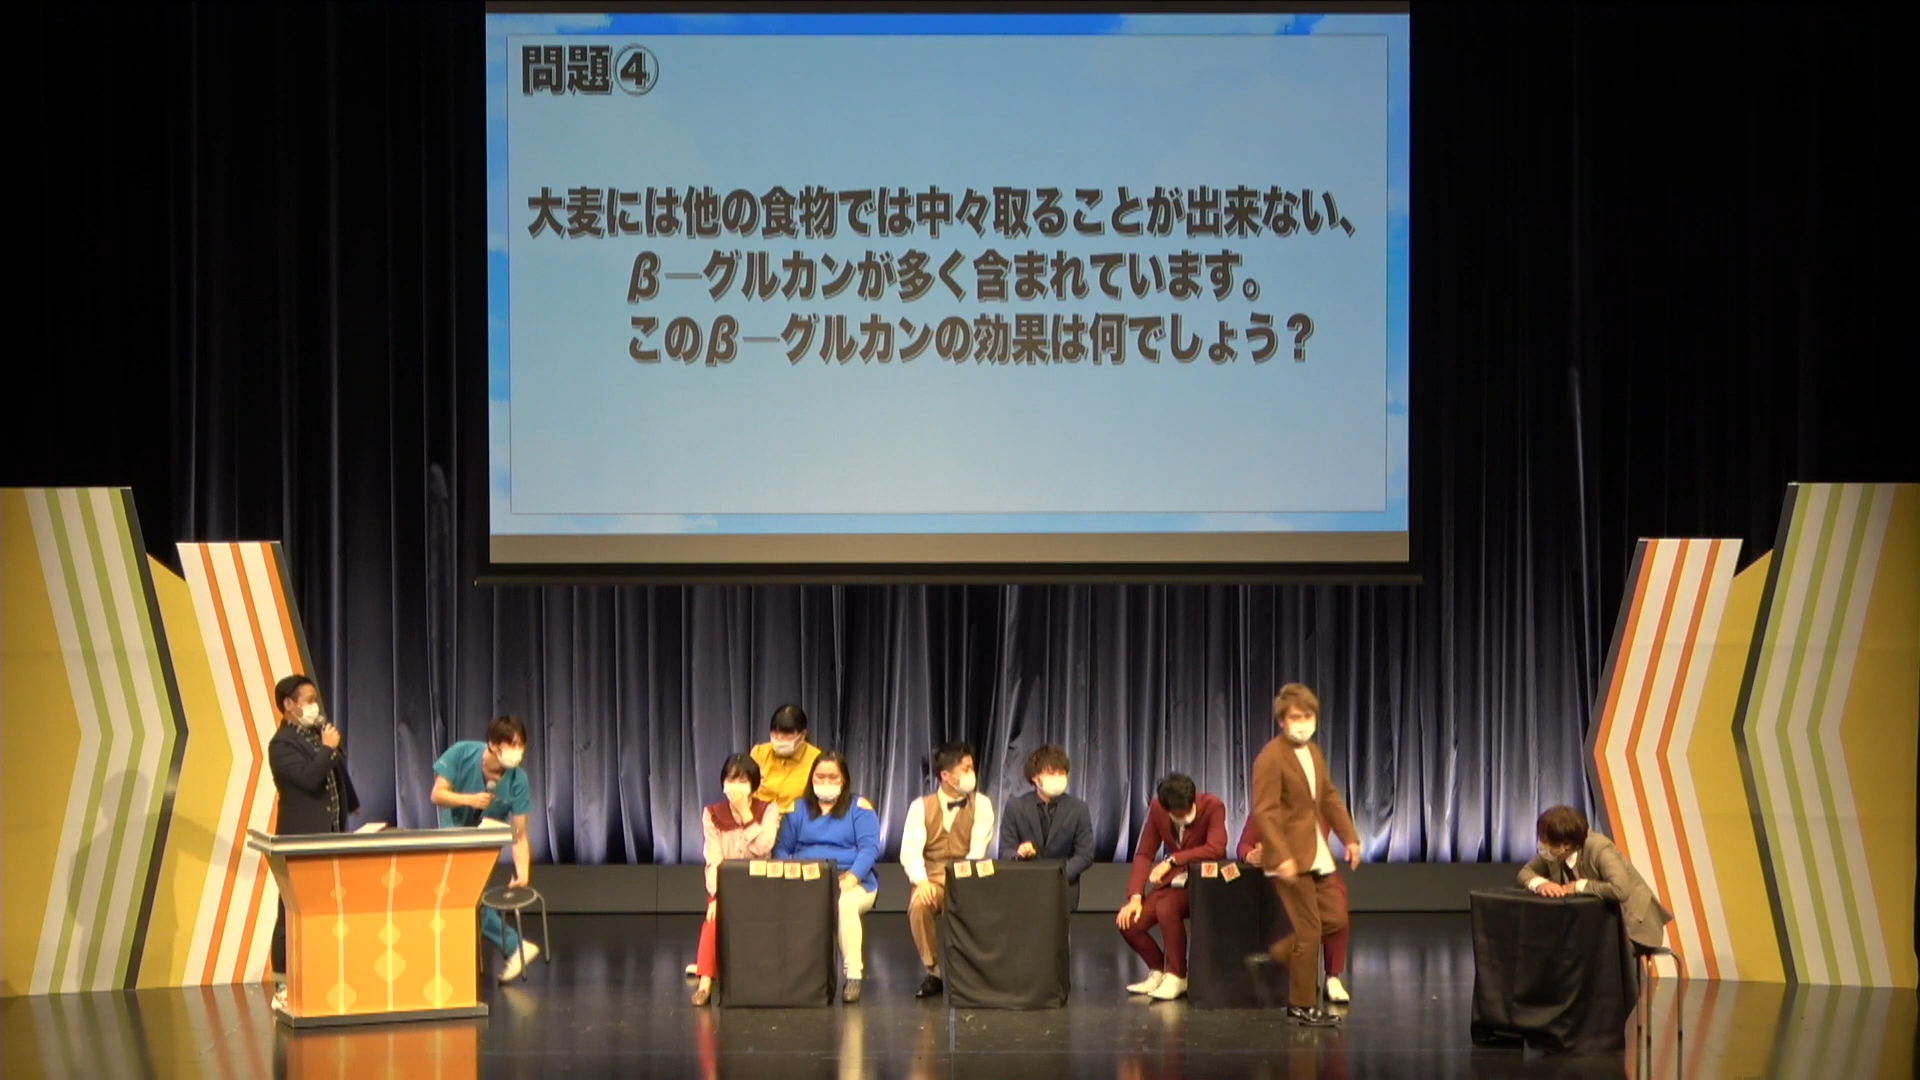 問題④
大麦には他の食物では中々取ることが出来ない、
β―グルカンが多く含まれています。
このβ―グルカンの効果は何でしょう？